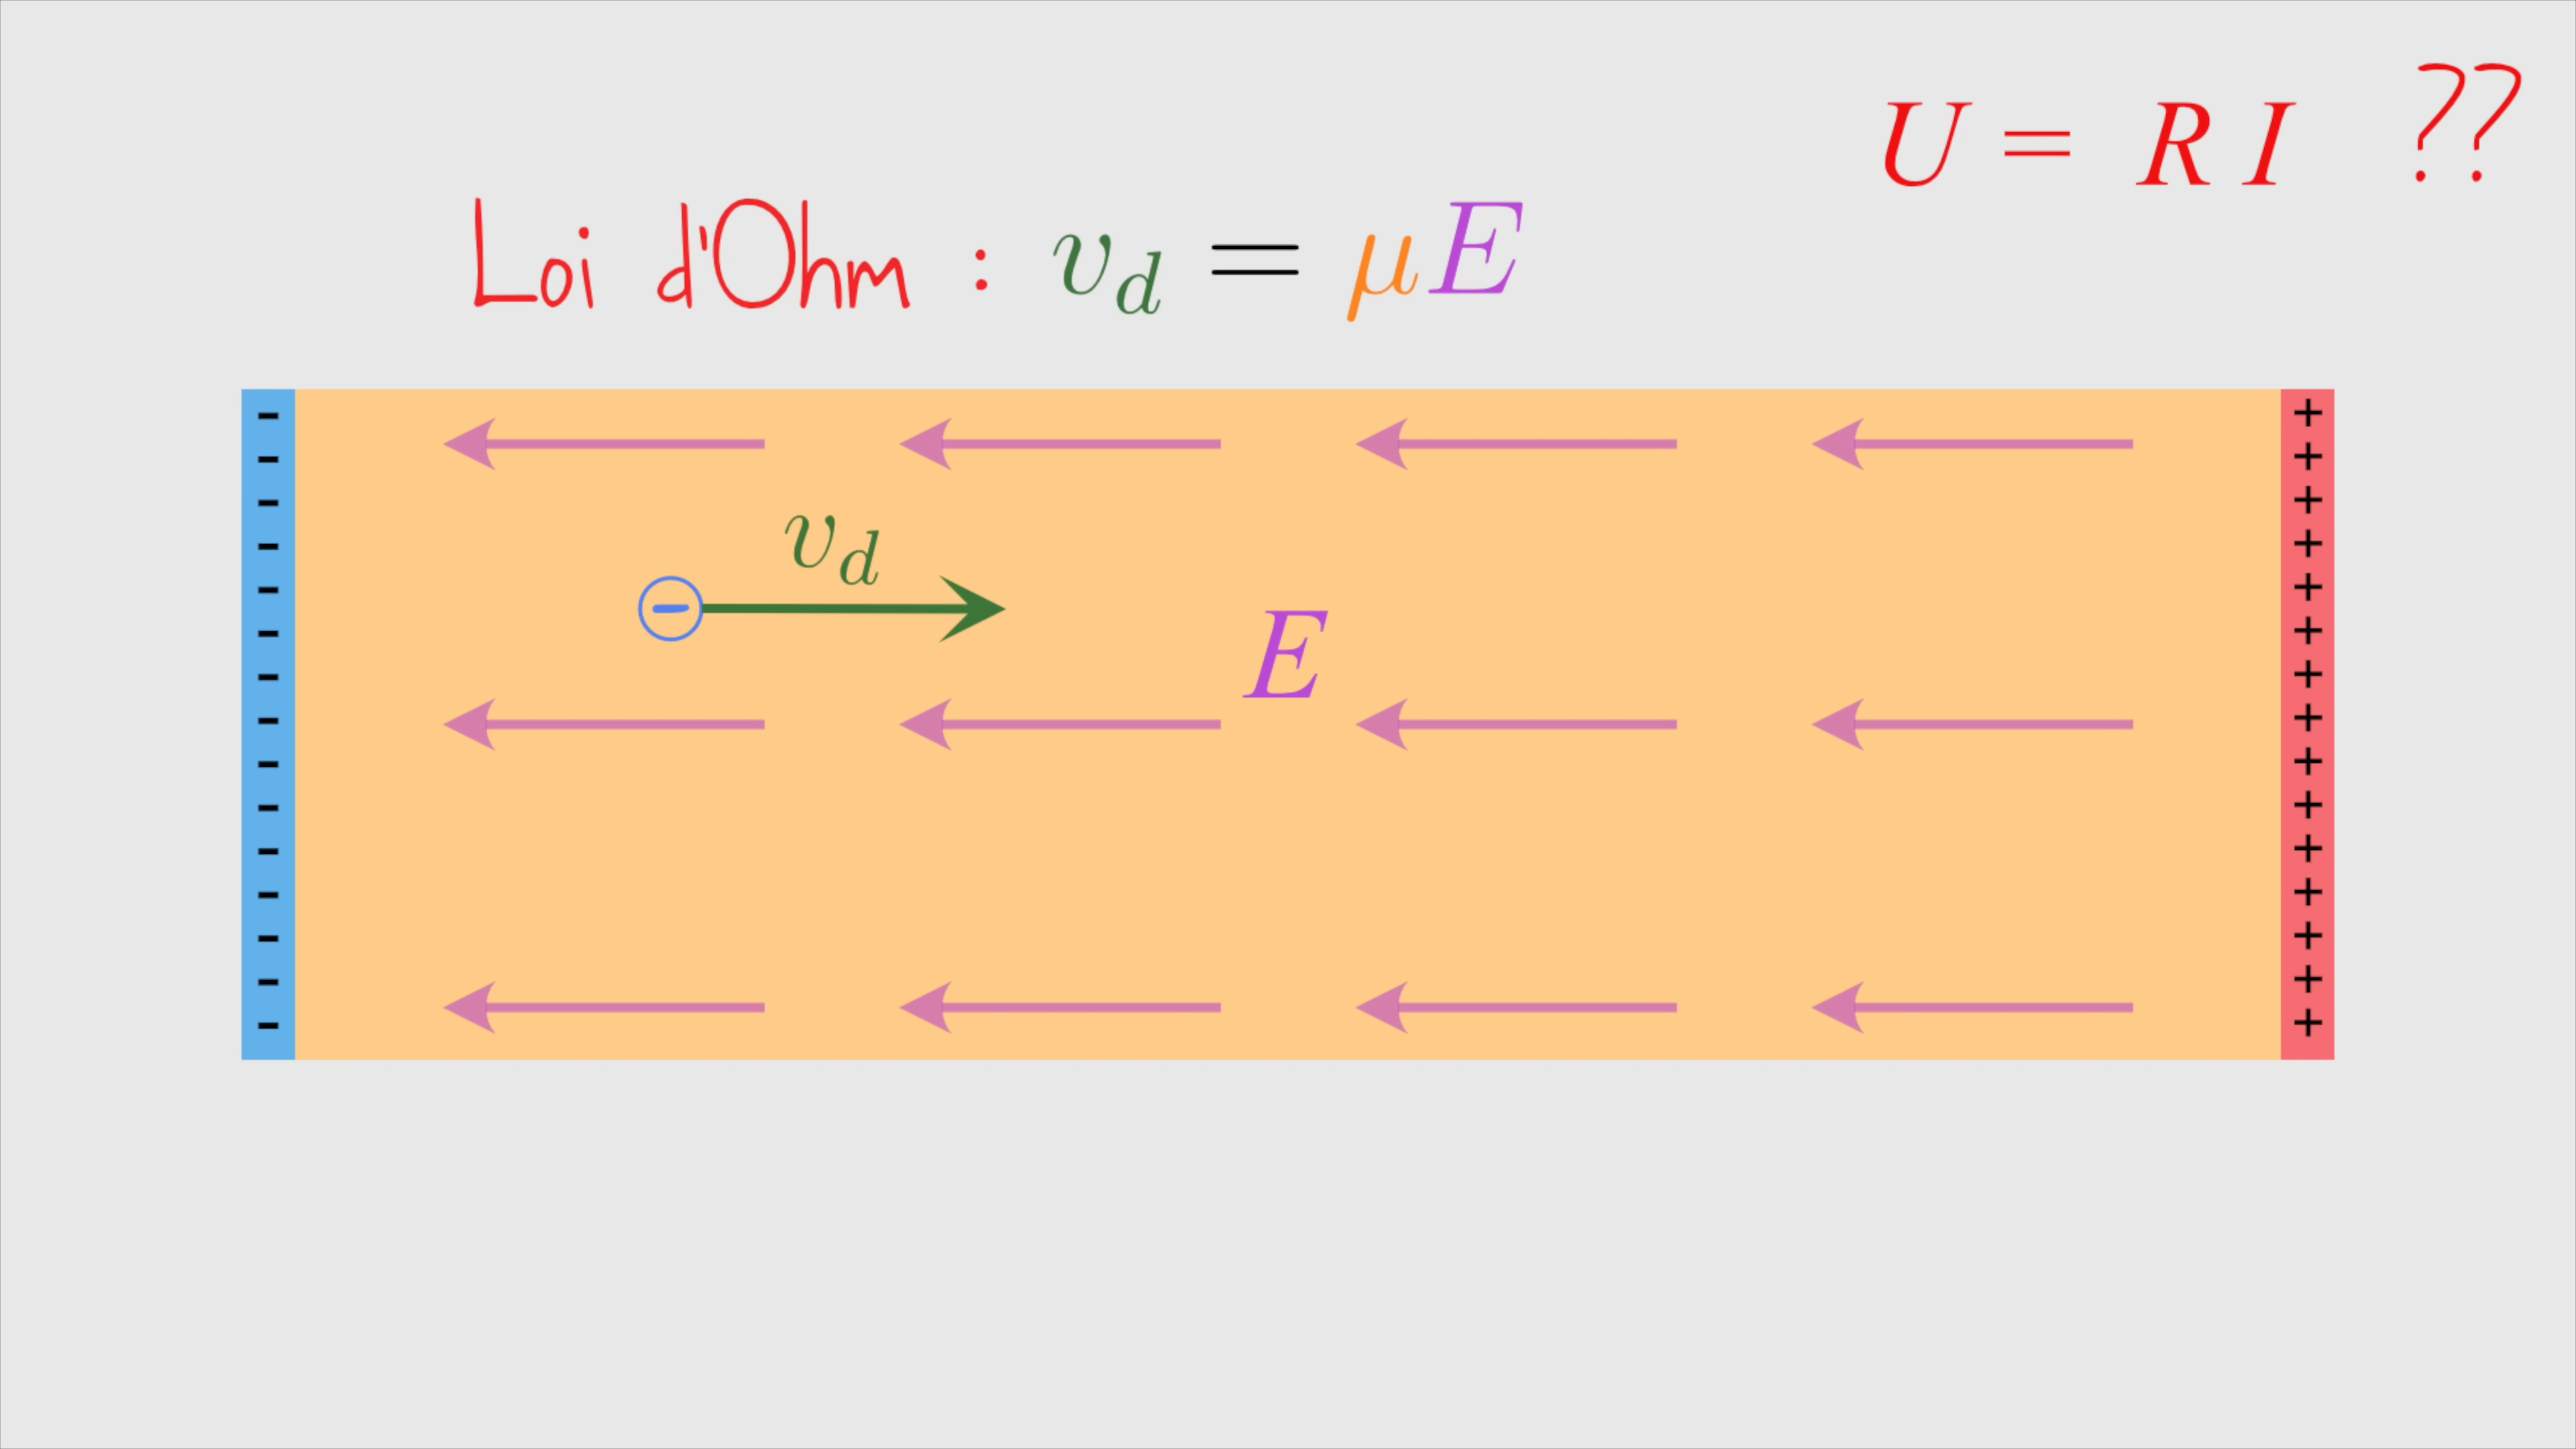 U = R I ??
Loi d'Ohm : v_d = μE
- - - - - - - - - - - - - - -
v_d
-
E
+ + + + + + + + + + + + + + +